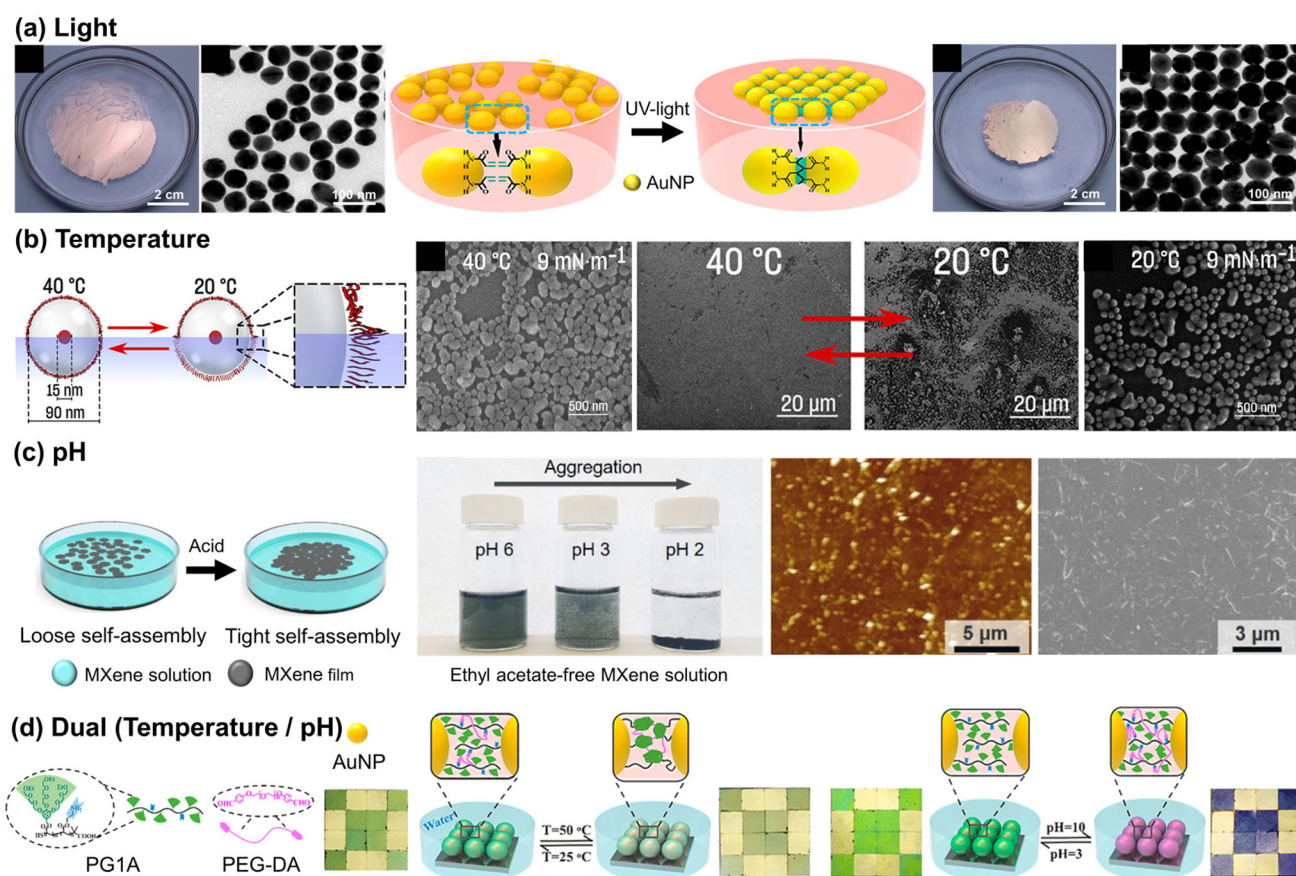 (a) Light
2 cm
100 nm
UV-light
AuNP
2 cm
100 nm
(b) Temperature
40 °C
20 °C
15 nm
90 nm
40 °C 9 mN·m⁻¹
500 nm
40 °C
20 µm
20 °C
20 µm
20 °C 9 mN·m⁻¹
500 nm
(c) pH
Acid
Loose self-assembly
Tight self-assembly
MXene solution
MXene film
Aggregation
pH 6
pH 3
pH 2
Ethyl acetate-free MXene solution
5 µm
3 µm
(d) Dual (Temperature / pH)
AuNP
PG1A
OHC
CHO
PEG-DA
COOH
Water
T=50 °C
T=25 °C
pH=10
pH=3